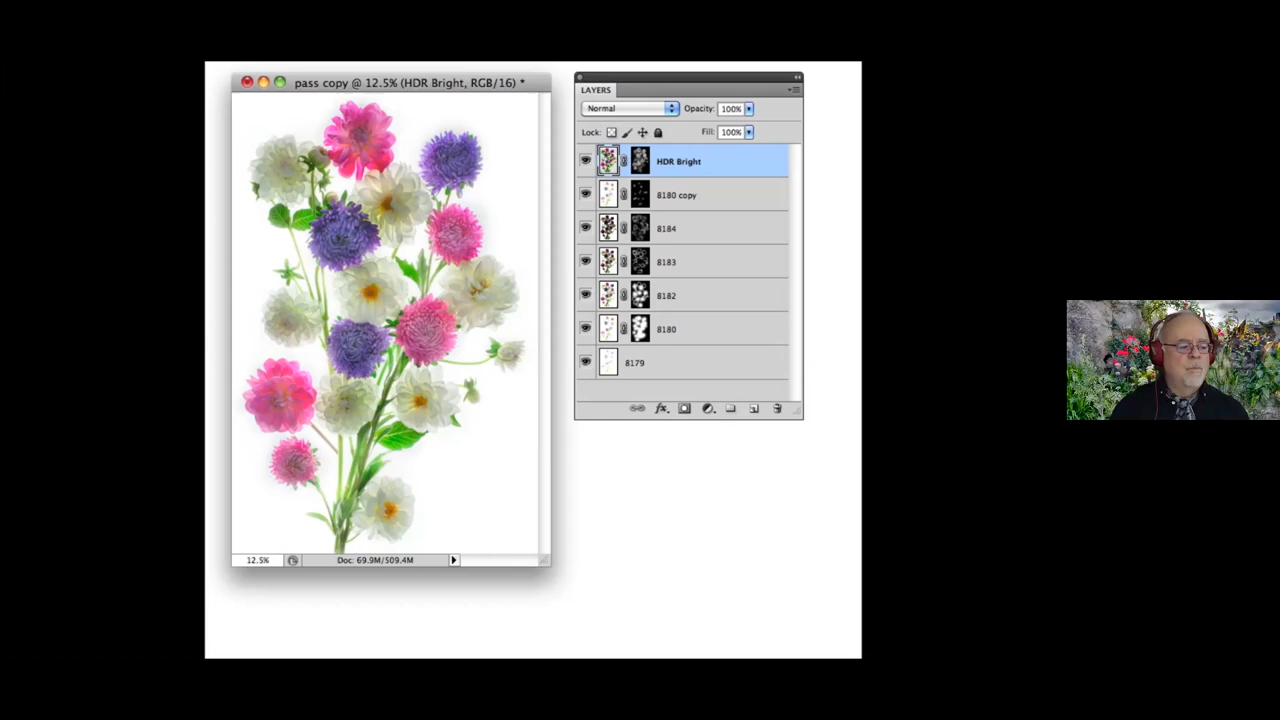 pass copy @ 12.5% (HDR Bright, RGB/16) *
12.5%
Doc: 69.9M/509.4M
LAYERS
Normal
Opacity: 100%
Lock:
Fill: 100%
HDR Bright
8180 copy
8184
8183
8182
8180
8179
fx